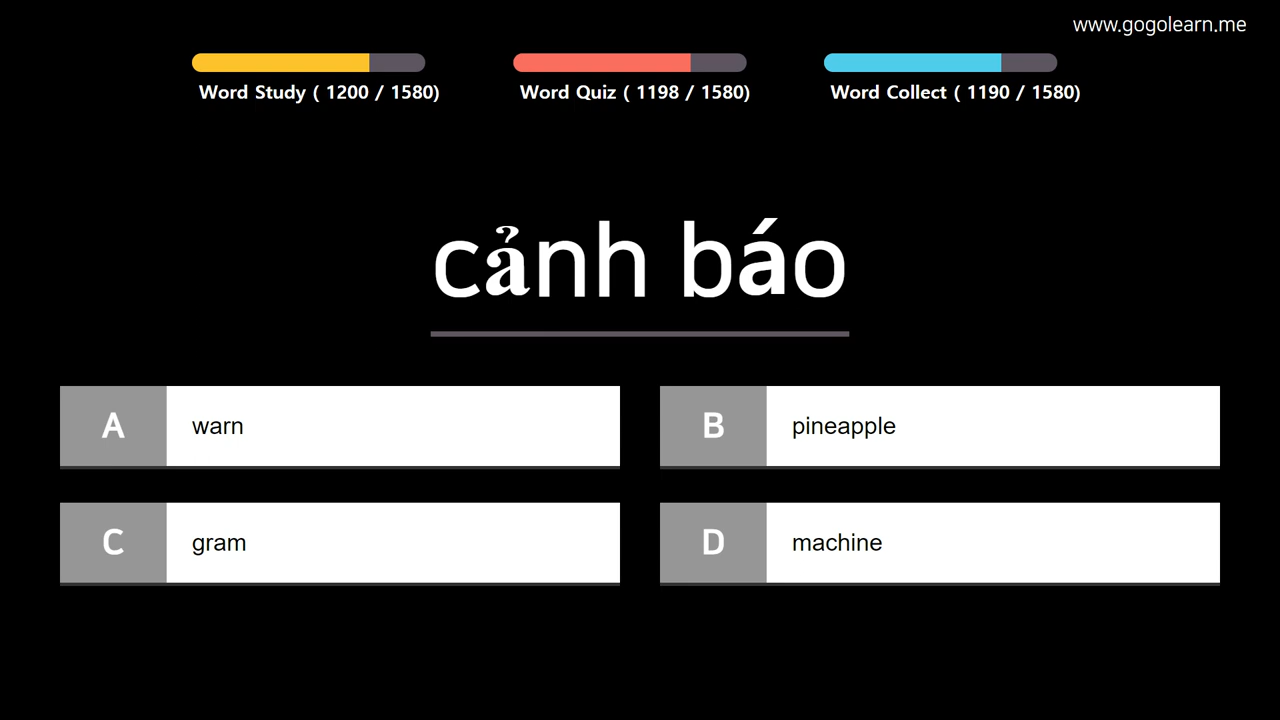 www.gogolearn.me
Word Study ( 1200 / 1580)
Word Quiz ( 1198 / 1580)
Word Collect ( 1190 / 1580)
cảnh báo
A warn
B pineapple
C gram
D machine